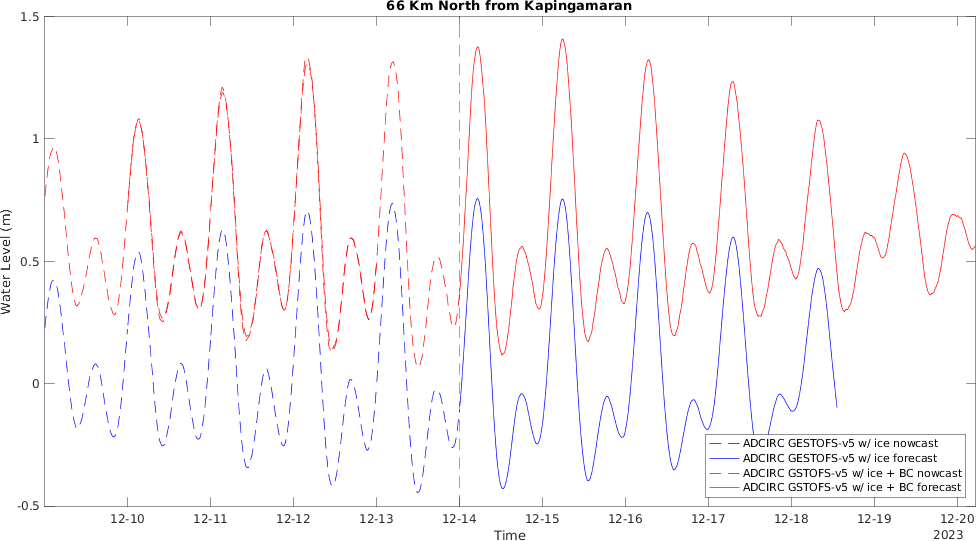 66 Km North from Kapingamaran
Water Level (m)
1.5
1
0.5
0
-0.5
12-10 12-11 12-12 12-13 12-14 12-15 12-16 12-17 12-18 12-19 12-20
Time
2023
ADCIRC GESTOFS-v5 w/ ice nowcast
ADCIRC GESTOFS-v5 w/ ice forecast
ADCIRC GSTOFS-v5 w/ ice + BC nowcast
ADCIRC GSTOFS-v5 w/ ice + BC forecast